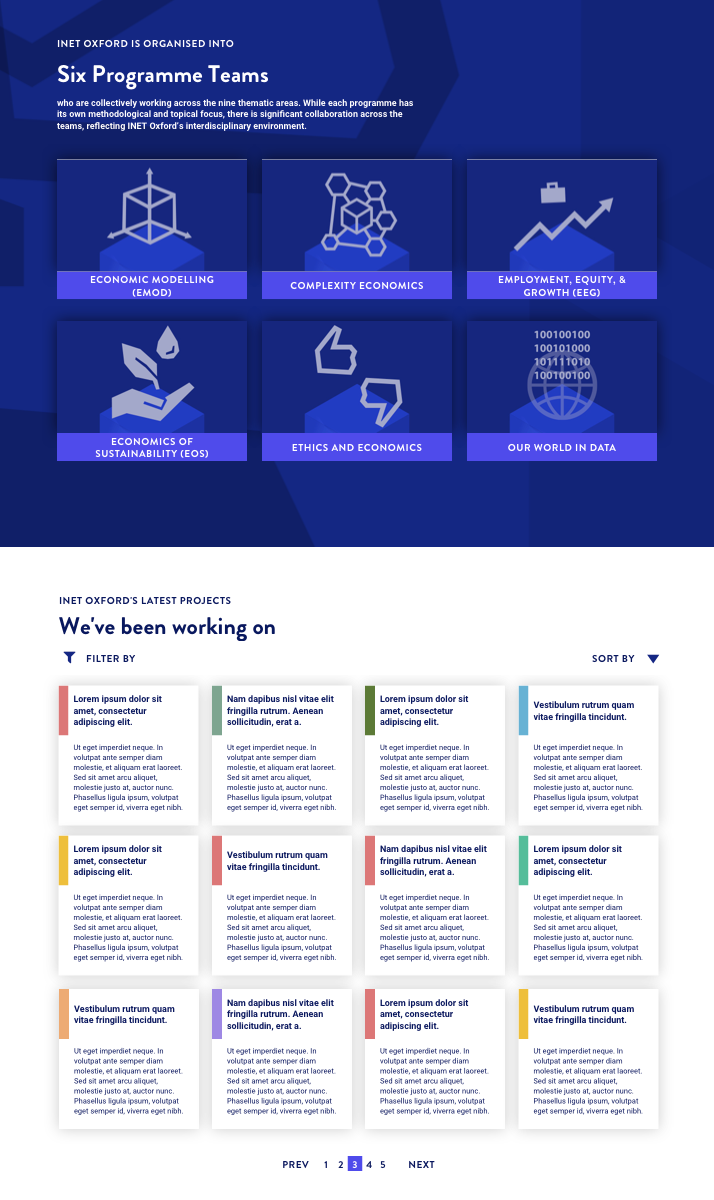 INET OXFORD IS ORGANISED INTO
Six Programme Teams
who are collectively working across the nine thematic areas. While each programme has
its own methodological and topical focus, there is significant collaboration across the
teams, reflecting INET Oxford's interdisciplinary environment.
ECONOMIC MODELLING
(EMOD)
COMPLEXITY ECONOMICS
EMPLOYMENT, EQUITY, &
GROWTH (EEG)
100100100
100101000
101111010
100100100
ECONOMICS OF
SUSTAINABILITY (EOS)
ETHICS AND ECONOMICS
OUR WORLD IN DATA
INET OXFORD'S LATEST PROJECTS
We've been working on
FILTER BY
SORT BY
Lorem ipsum dolor sit
amet, consectetur
adipiscing elit.
Ut eget imperdiet neque. In
volutpat ante semper diam
molestie, et aliquam erat laoreet.
Sed sit amet arcu aliquet,
molestie justo at, auctor nunc.
Phasellus ligula ipsum, volutpat
eget semper id, viverra eget nibh.
Nam dapibus nisl vitae elit
fringilla rutrum. Aenean
sollicitudin, erat a.
Ut eget imperdiet neque. In
volutpat ante semper diam
molestie, et aliquam erat laoreet.
Sed sit amet arcu aliquet,
molestie justo at, auctor nunc.
Phasellus ligula ipsum, volutpat
eget semper id, viverra eget nibh.
Lorem ipsum dolor sit
amet, consectetur
adipiscing elit.
Ut eget imperdiet neque. In
volutpat ante semper diam
molestie, et aliquam erat laoreet.
Sed sit amet arcu aliquet,
molestie justo at, auctor nunc.
Phasellus ligula ipsum, volutpat
eget semper id, viverra eget nibh.
Vestibulum rutrum quam
vitae fringilla tincidunt.
Ut eget imperdiet neque. In
volutpat ante semper diam
molestie, et aliquam erat laoreet.
Sed sit amet arcu aliquet,
molestie justo at, auctor nunc.
Phasellus ligula ipsum, volutpat
eget semper id, viverra eget nibh.
Lorem ipsum dolor sit
amet, consectetur
adipiscing elit.
Ut eget imperdiet neque. In
volutpat ante semper diam
molestie, et aliquam erat laoreet.
Sed sit amet arcu aliquet,
molestie justo at, auctor nunc.
Phasellus ligula ipsum, volutpat
eget semper id, viverra eget nibh.
Vestibulum rutrum quam
vitae fringilla tincidunt.
Ut eget imperdiet neque. In
volutpat ante semper diam
molestie, et aliquam erat laoreet.
Sed sit amet arcu aliquet,
molestie justo at, auctor nunc.
Phasellus ligula ipsum, volutpat
eget semper id, viverra eget nibh.
Nam dapibus nisl vitae elit
fringilla rutrum. Aenean
sollicitudin, erat a.
Ut eget imperdiet neque. In
volutpat ante semper diam
molestie, et aliquam erat laoreet.
Sed sit amet arcu aliquet,
molestie justo at, auctor nunc.
Phasellus ligula ipsum, volutpat
eget semper id, viverra eget nibh.
Lorem ipsum dolor sit
amet, consectetur
adipiscing elit.
Ut eget imperdiet neque. In
volutpat ante semper diam
molestie, et aliquam erat laoreet.
Sed sit amet arcu aliquet,
molestie justo at, auctor nunc.
Phasellus ligula ipsum, volutpat
eget semper id, viverra eget nibh.
Vestibulum rutrum quam
vitae fringilla tincidunt.
Ut eget imperdiet neque. In
volutpat ante semper diam
molestie, et aliquam erat laoreet.
Sed sit amet arcu aliquet,
molestie justo at, auctor nunc.
Phasellus ligula ipsum, volutpat
eget semper id, viverra eget nibh.
Nam dapibus nisl vitae elit
fringilla rutrum. Aenean
sollicitudin, erat a.
Ut eget imperdiet neque. In
volutpat ante semper diam
molestie, et aliquam erat laoreet.
Sed sit amet arcu aliquet,
molestie justo at, auctor nunc.
Phasellus ligula ipsum, volutpat
eget semper id, viverra eget nibh.
Lorem ipsum dolor sit
amet, consectetur
adipiscing elit.
Ut eget imperdiet neque. In
volutpat ante semper diam
molestie, et aliquam erat laoreet.
Sed sit amet arcu aliquet,
molestie justo at, auctor nunc.
Phasellus ligula ipsum, volutpat
eget semper id, viverra eget nibh.
Vestibulum rutrum quam
vitae fringilla tincidunt.
Ut eget imperdiet neque. In
volutpat ante semper diam
molestie, et aliquam erat laoreet.
Sed sit amet arcu aliquet,
molestie justo at, auctor nunc.
Phasellus ligula ipsum, volutpat
eget semper id, viverra eget nibh.
PREV 1 2 3 4 5 NEXT